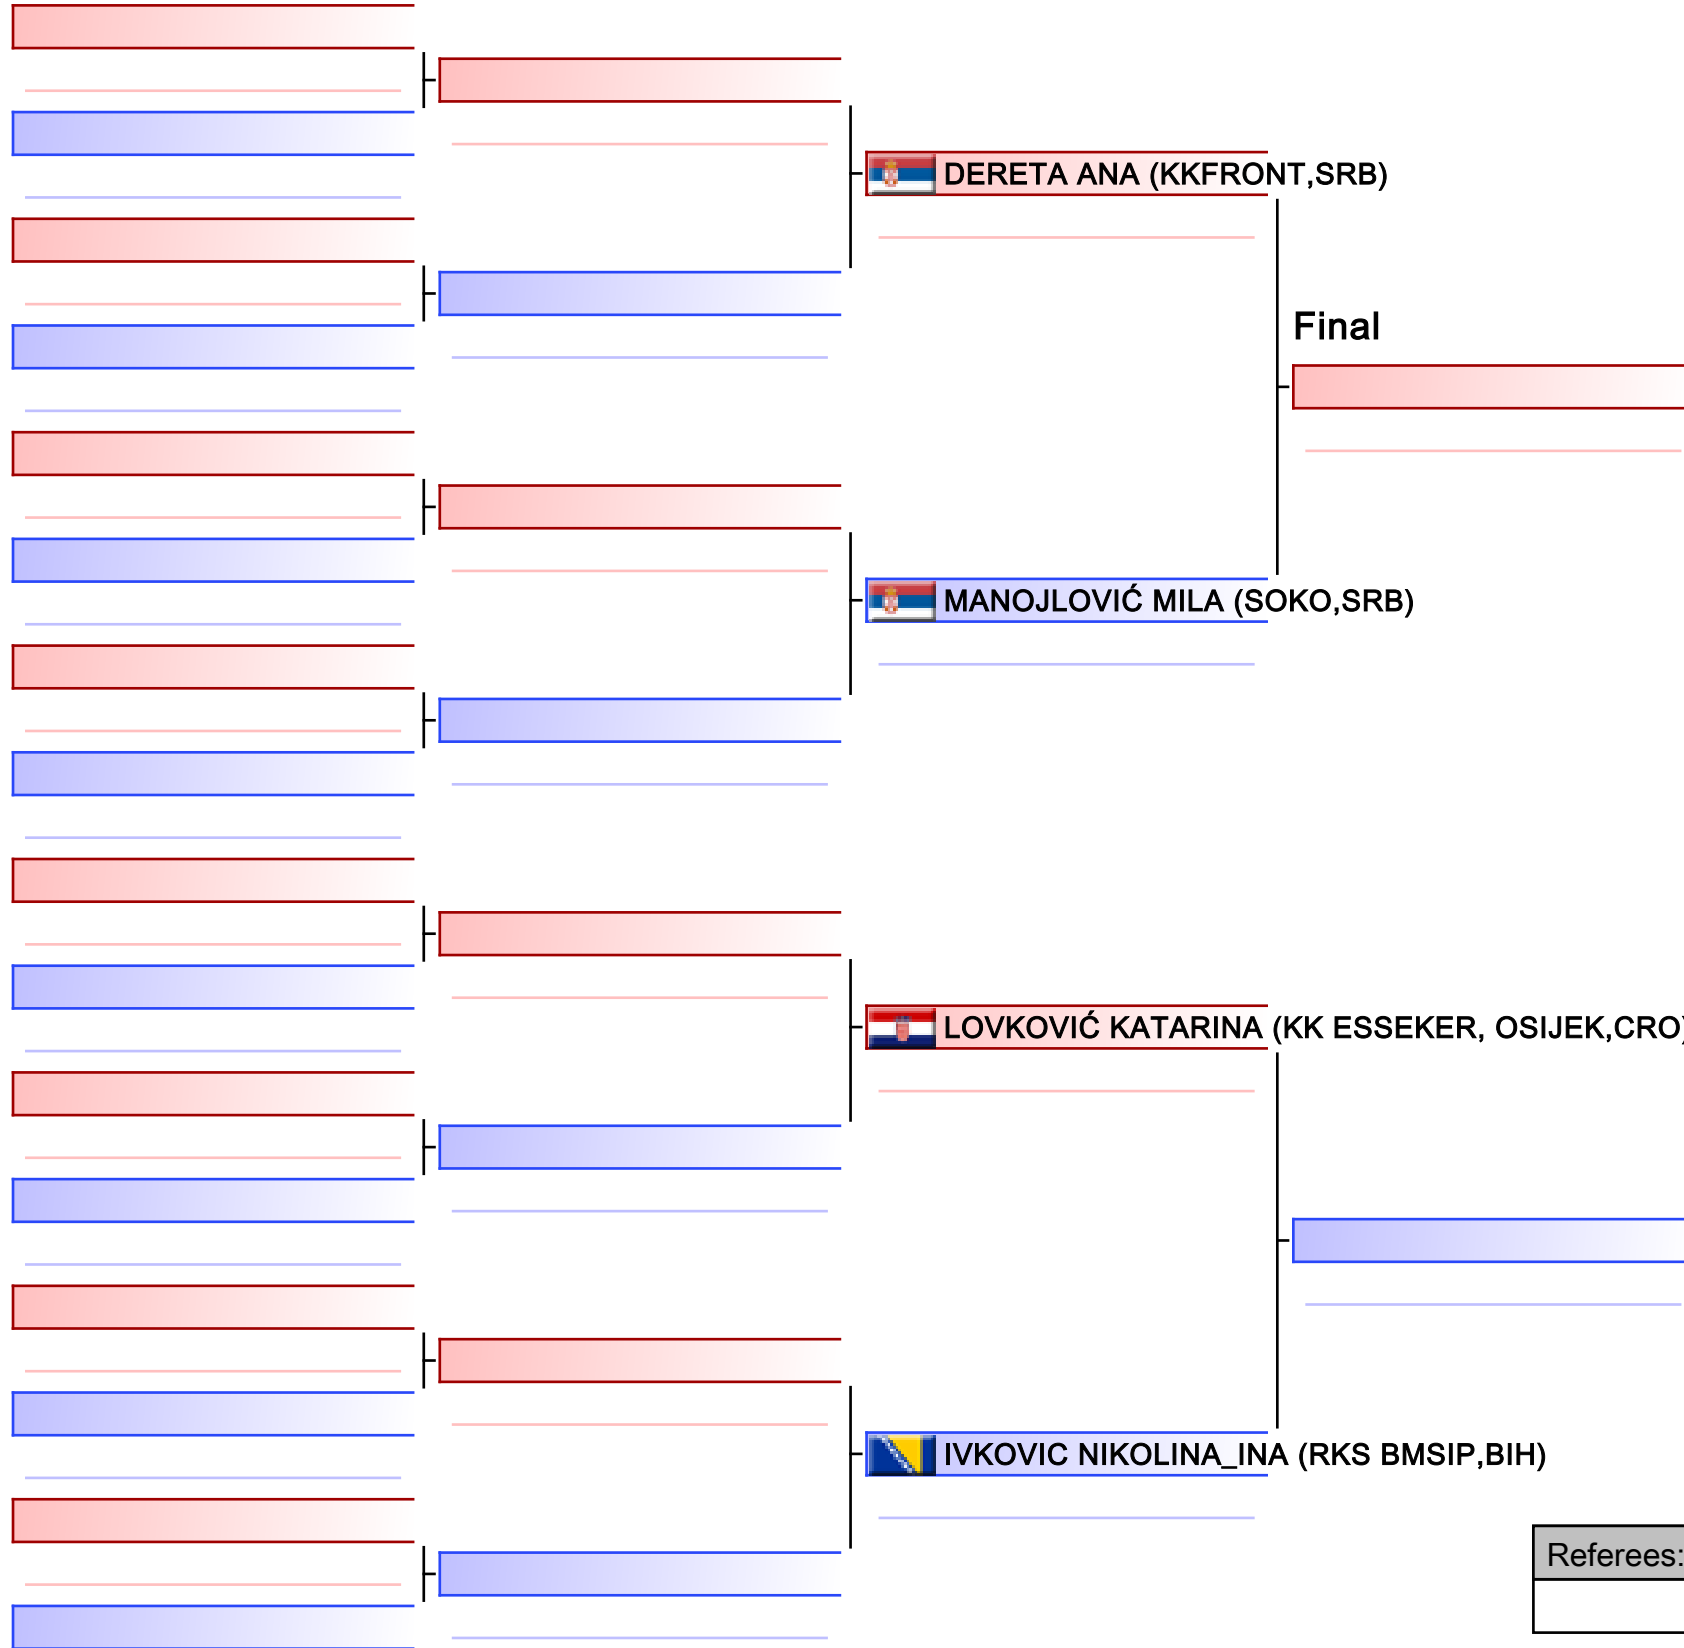 DERETA ANA (KKFRONT,SRB)
Final
MANOJLOVIĆ MILA (SOKO,SRB)
LOVKOVIĆ KATARINA (KK ESSEKER, OSIJEK,CRO)
IVKOVIC NIKOLINA_INA (RKS BMSIP,BIH)
Referees: